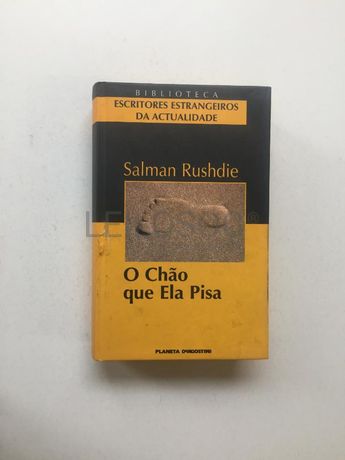 BIBLIOTECA
ESCRITORES ESTRANGEIROS
DA ACTUALIDADE
Salman Rushdie
O Chão
que Ela Pisa
PLANETA DEAGOSTINI